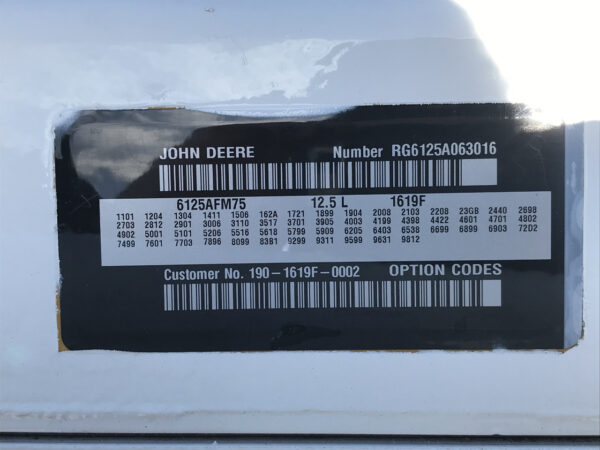 JOHN DEERE Number RG6125A063016
6125AFM75 12.5 L 1619F
1101 1204 1304 1411 1506 162A 1721 1899 1904 2008 2103 2208 23GB 2440 2698
2703 2812 2901 3006 3110 3517 3701 3905 4003 4199 4398 4422 4601 4701 4802
4902 5001 5101 5206 5516 5618 5799 5909 6205 6403 6538 6699 6899 6903 72D2
7499 7601 7703 7896 8099 83B1 9299 9311 9599 9631 9812
Customer No. 190-1619F-0002 OPTION CODES